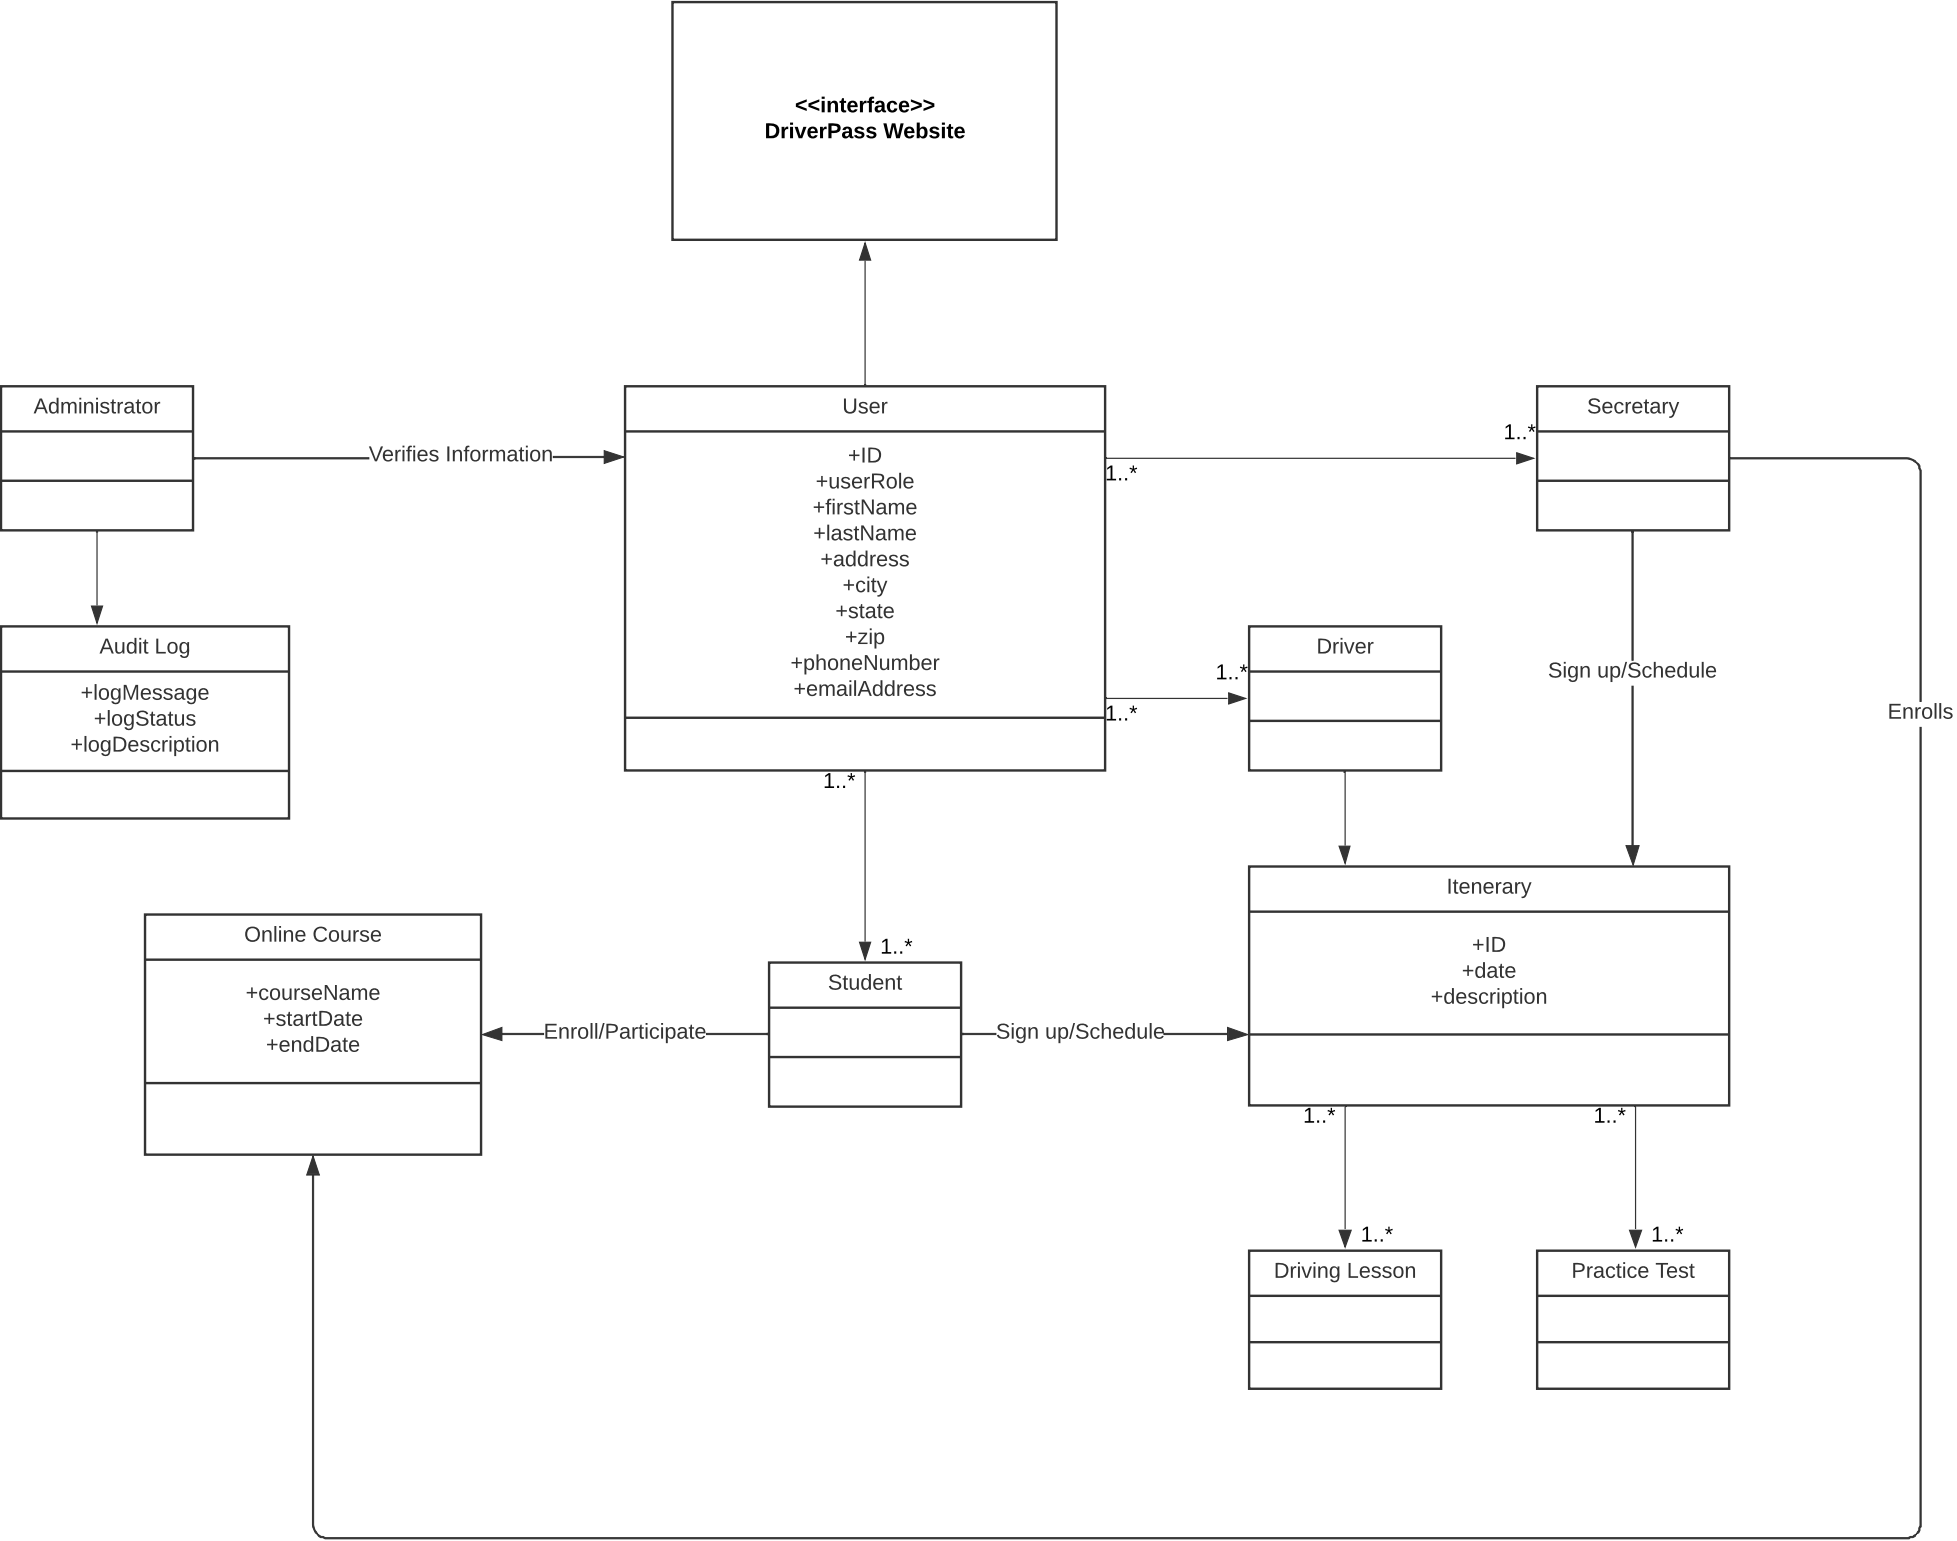 <<interface>>
DriverPass Website
Administrator
Verifies Information
User
+ID
+userRole
+firstName
+lastName
+address
+city
+state
+zip
+phoneNumber
+emailAddress
1..*
1..*
Secretary
Audit Log
+logMessage
+logStatus
+logDescription
1..*
1..*
Driver
Sign up/Schedule
Enrolls
1..*
1..*
Itenerary
+ID
+date
+description
Online Course
+courseName
+startDate
+endDate
Enroll/Participate
Student
Sign up/Schedule
1..*
1..*
1..*
1..*
Driving Lesson
Practice Test